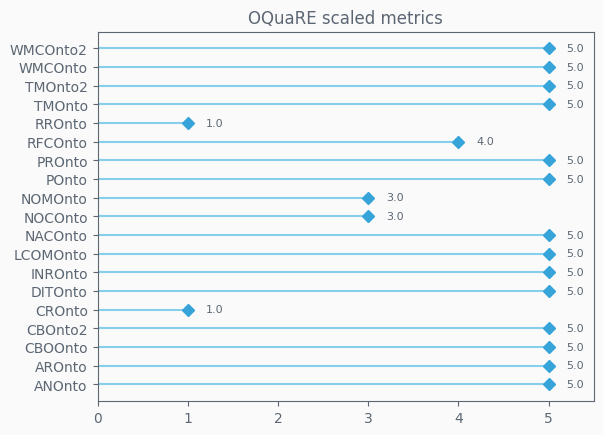 OQuaRE scaled metrics
WMCOnto2 5.0
WMCOnto 5.0
TMOnto2 5.0
TMOnto 5.0
RROnto 1.0
RFCOnto 4.0
PROnto 5.0
POnto 5.0
NOMOnto 3.0
NOCOnto 3.0
NACOnto 5.0
LCOMOnto 5.0
INROnto 5.0
DITOnto 5.0
CROnto 1.0
CBOnto2 5.0
CBOOnto 5.0
AROnto 5.0
ANOnto 5.0
0 1 2 3 4 5